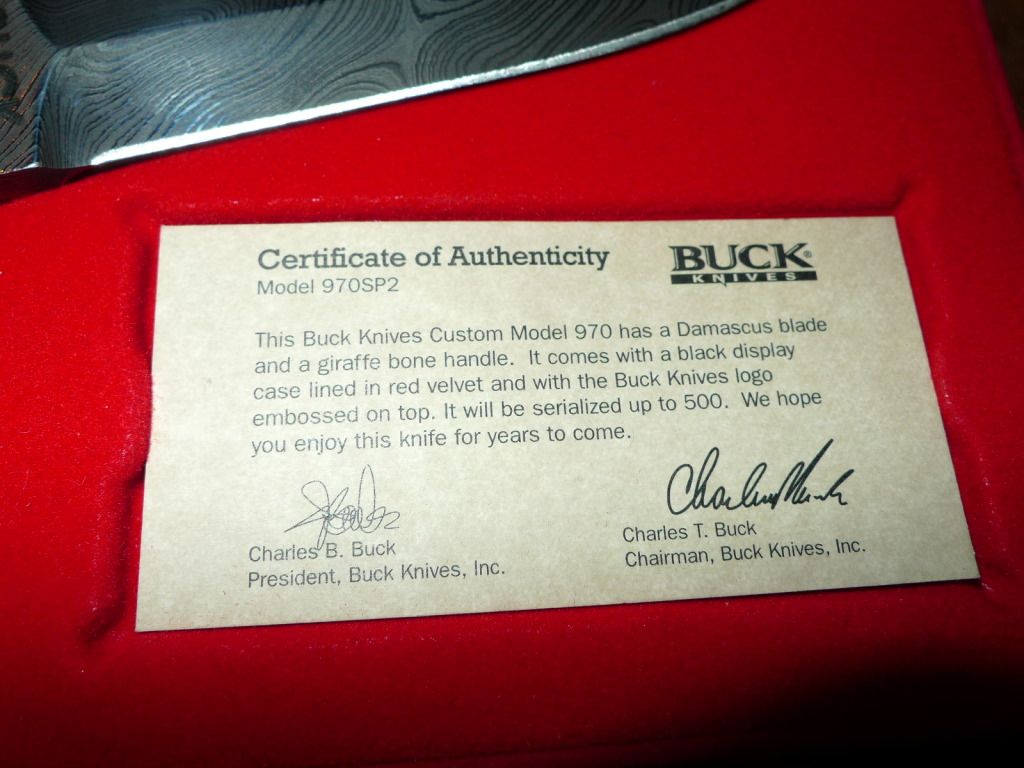 Certificate of Authenticity
Model 970SP2
BUCK®
KNIVES
This Buck Knives Custom Model 970 has a Damascus blade
and a giraffe bone handle. It comes with a black display
case lined in red velvet and with the Buck Knives logo
embossed on top. It will be serialized up to 500. We hope
you enjoy this knife for years to come.
Charles B. Buck
President, Buck Knives, Inc.
Charles T. Buck
Chairman, Buck Knives, Inc.